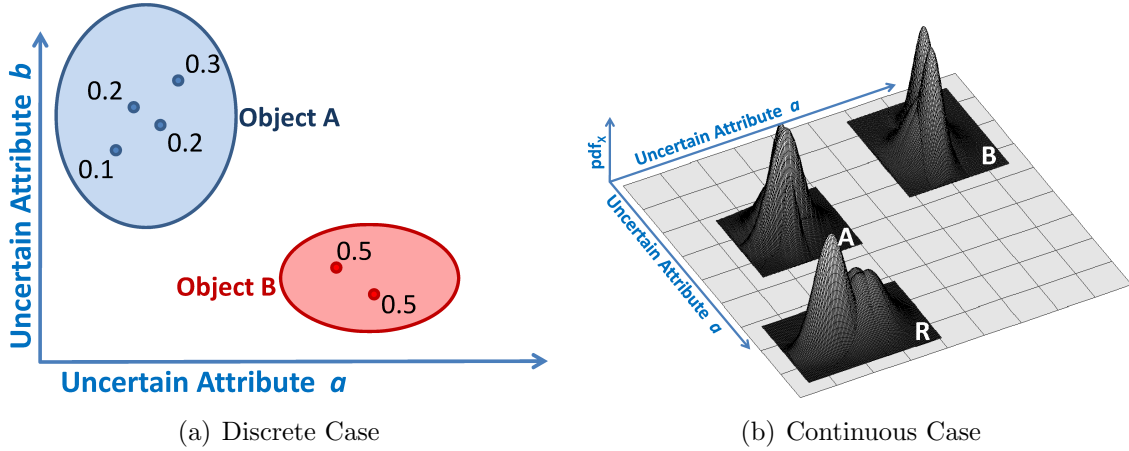 Uncertain Attribute b
0.3
0.2
0.2
0.1
Object A
0.5
0.5
Object B
Uncertain Attribute a
(a) Discrete Case
pdfX
Uncertain Attribute a
Uncertain Attribute a
B
A
R
(b) Continuous Case